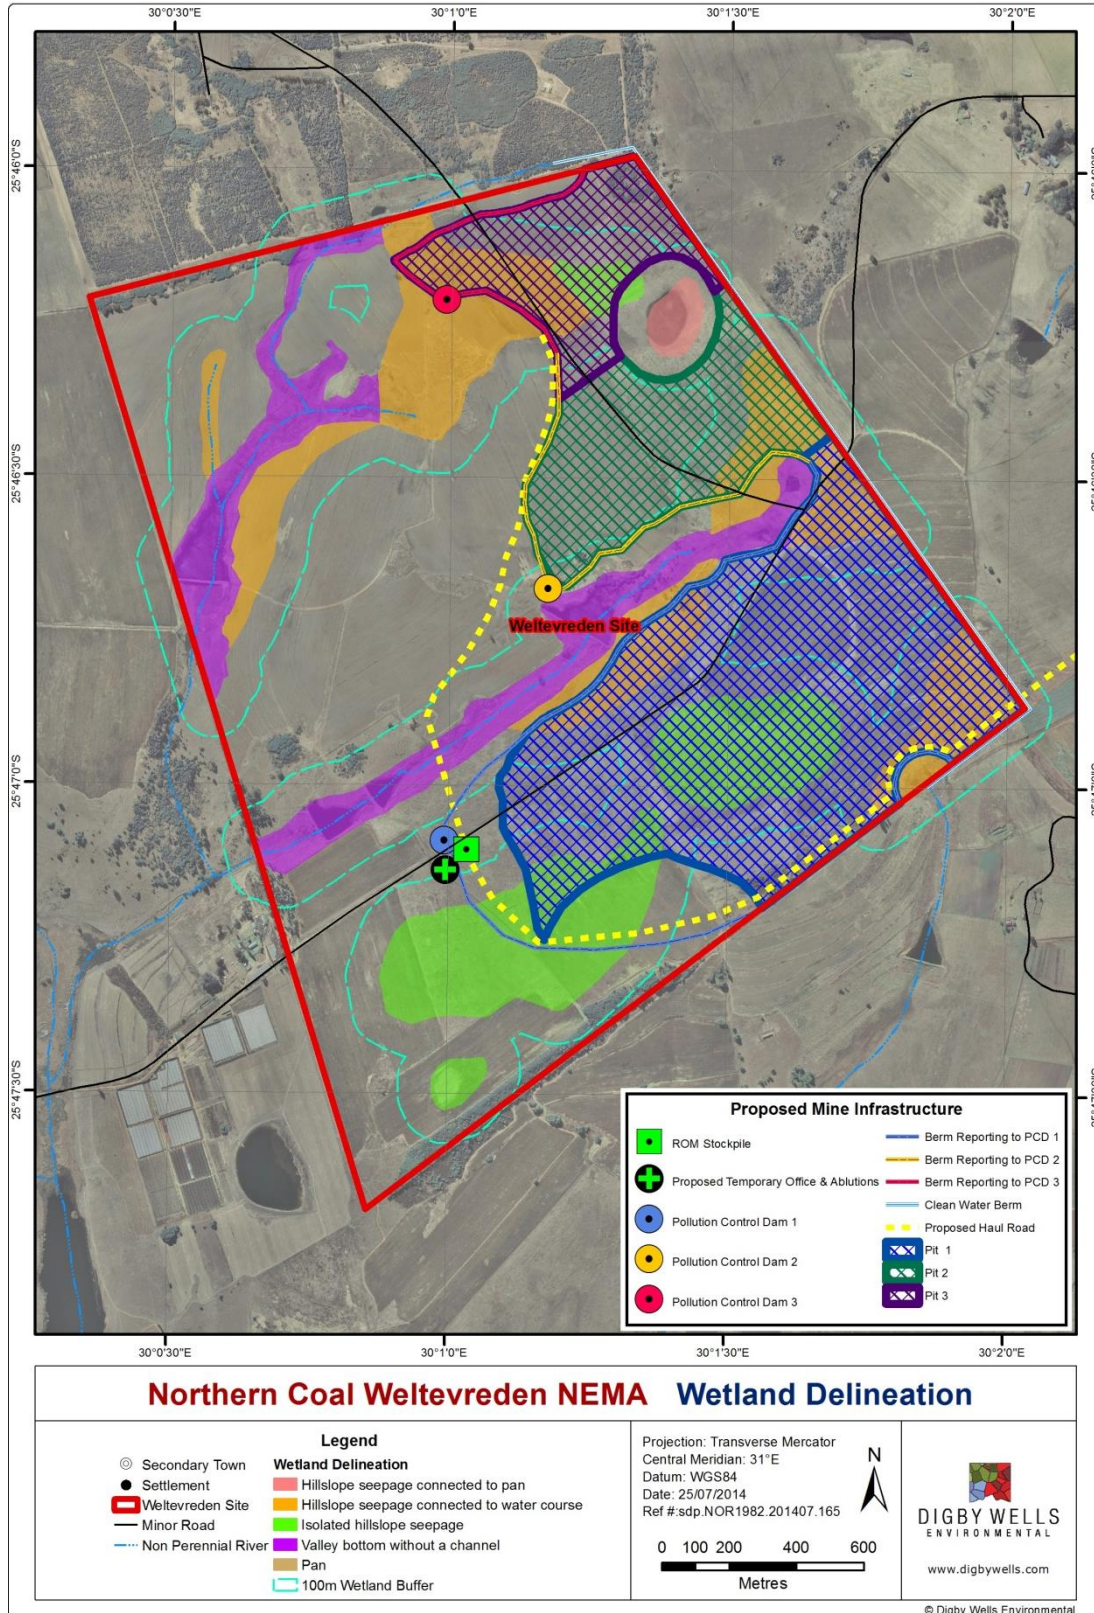 30°0'30"E 30°1'0"E 30°1'30"E 30°2'0"E
25°46'0"S
25°46'30"S
25°47'0"S
25°47'30"S
Weltevreden Site
Proposed Mine Infrastructure
ROM Stockpile
Proposed Temporary Office & Ablutions
Pollution Control Dam 1
Pollution Control Dam 2
Pollution Control Dam 3
Berm Reporting to PCD 1
Berm Reporting to PCD 2
Berm Reporting to PCD 3
Clean Water Berm
Proposed Haul Road
Pit 1
Pit 2
Pit 3
30°0'30"E 30°1'0"E 30°1'30"E 30°2'0"E
Northern Coal Weltevreden NEMA Wetland Delineation
Legend
Secondary Town
Settlement
Weltevreden Site
Minor Road
Non Perennial River
Wetland Delineation
Hillslope seepage connected to pan
Hillslope seepage connected to water course
Isolated hillslope seepage
Valley bottom without a channel
Pan
100m Wetland Buffer
Projection: Transverse Mercator
Central Meridian: 31°E
Datum: WGS84
Date: 25/07/2014
Ref #:sdp.NOR1982.201407.165
N
0 100 200 400 600
Metres
DIGBY WELLS
ENVIRONMENTAL
www.digbywells.com
© Digby Wells Environmental